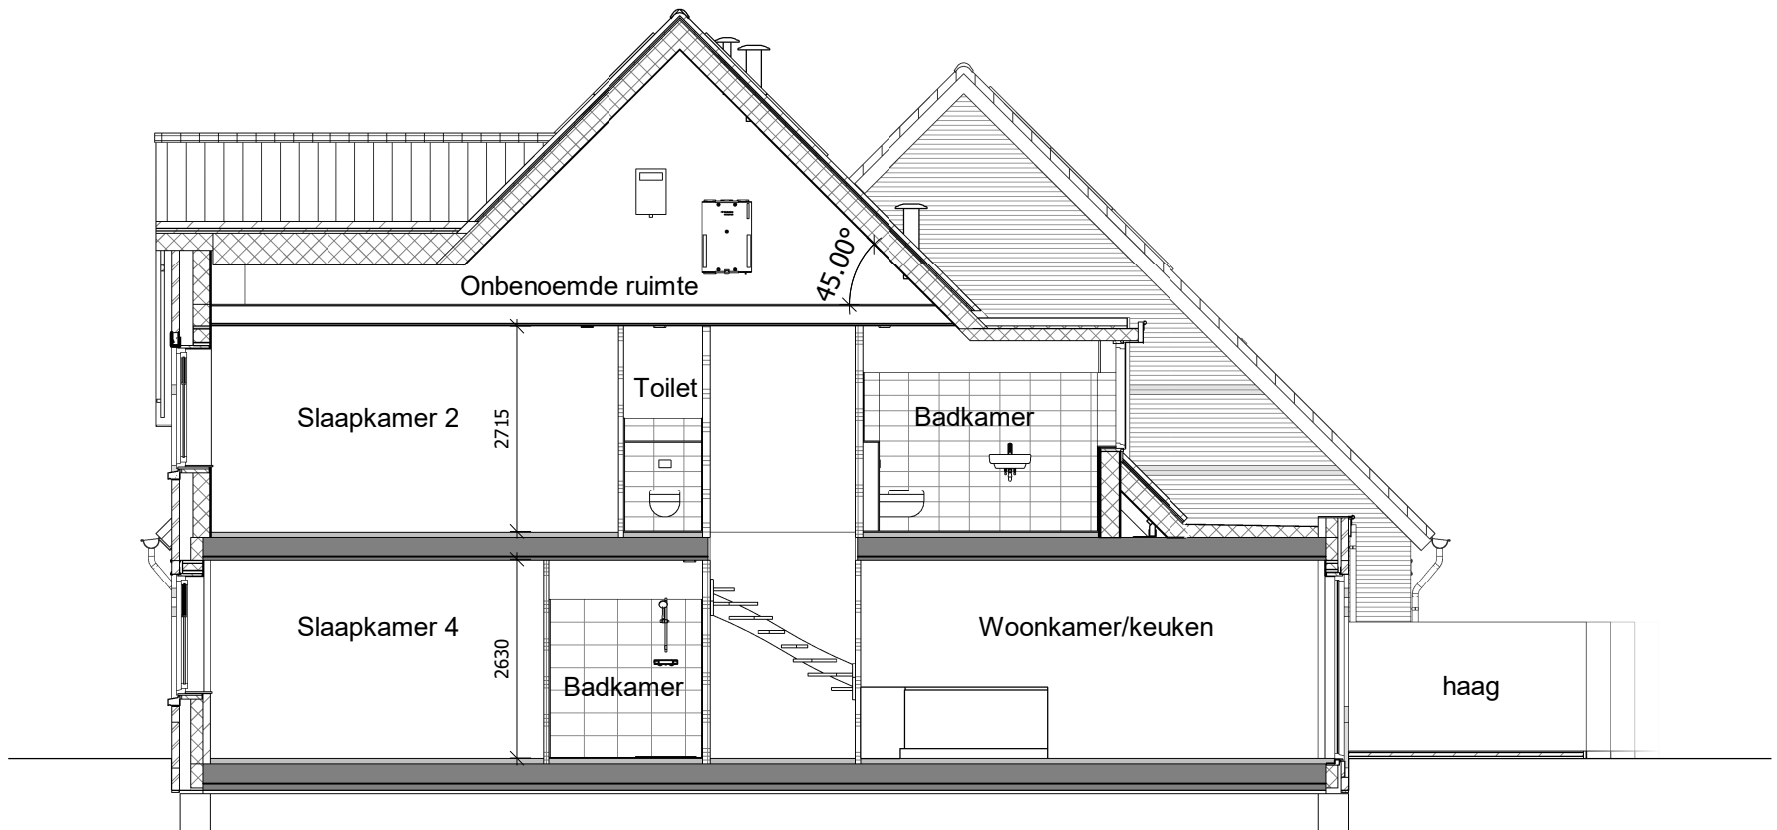 Onbenoemde ruimte
45.00°
Toilet
Slaapkamer 2
2715
Badkamer
Slaapkamer 4
2630
Badkamer
Woonkamer/keuken
haag